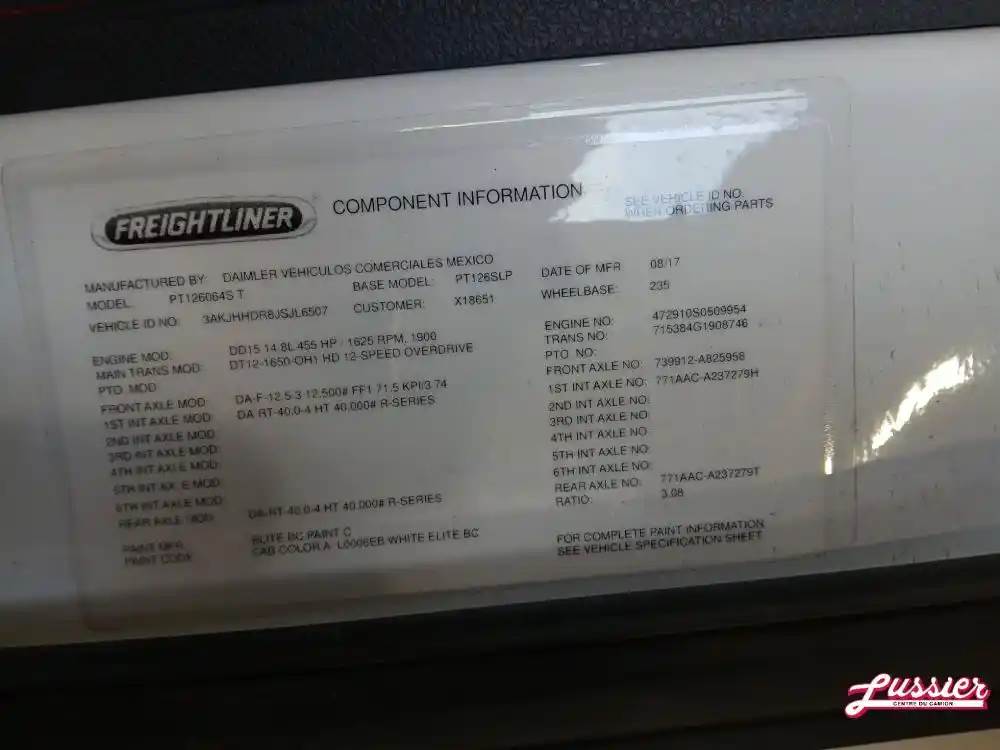 FREIGHTLINER COMPONENT INFORMATION SEE VEHICLE ID NO.
WHEN ORDERING PARTS
MANUFACTURED BY: DAIMLER VEHICULOS COMERCIALES MEXICO
MODEL: PT126064S T BASE MODEL: PT126SLP DATE OF MFR 08/17
VEHICLE ID NO: 3AKJHHDR8JSJL6507 CUSTOMER: X18651 WHEELBASE: 235
ENGINE MOD: DD15 14.8L 455 HP - 1625 RPM, 1900 ENGINE NO: 472910S0509954
MAIN TRANS MOD: DT12-1650-OH1 HD 12-SPEED OVERDRIVE TRANS NO: 715384G1908746
PTO MOD PTO NO:
FRONT AXLE MOD: DA-F-12.5-3 12,500# FF1 71.5 KPI/3.74 FRONT AXLE NO: 739912-A825958
1ST INT AXLE MOD: DA RT-40.0-4 HT 40,000# R-SERIES 1ST INT AXLE NO: 771AAC-A237279H
2ND INT AXLE MOD: 2ND INT AXLE NO:
3RD INT AXLE MOD: 3RD INT AXLE NO:
4TH INT AXLE MOD: 4TH INT AXLE NO
5TH INT AXLE MOD: 5TH INT AXLE NO:
6TH INT AXLE MOD: 6TH INT AXLE NO:
REAR AXLE MOD: DA-RT-40.0-4 HT 40,000# R-SERIES REAR AXLE NO: 771AAC-A237279T
RATIO: 3.08
PAINT MFR: ELITE BC PAINT C FOR COMPLETE PAINT INFORMATION
PAINT CODE: CAB COLOR A: L0006EB WHITE ELITE BC SEE VEHICLE SPECIFICATION SHEET
Lussier
CENTRE DU CAMION